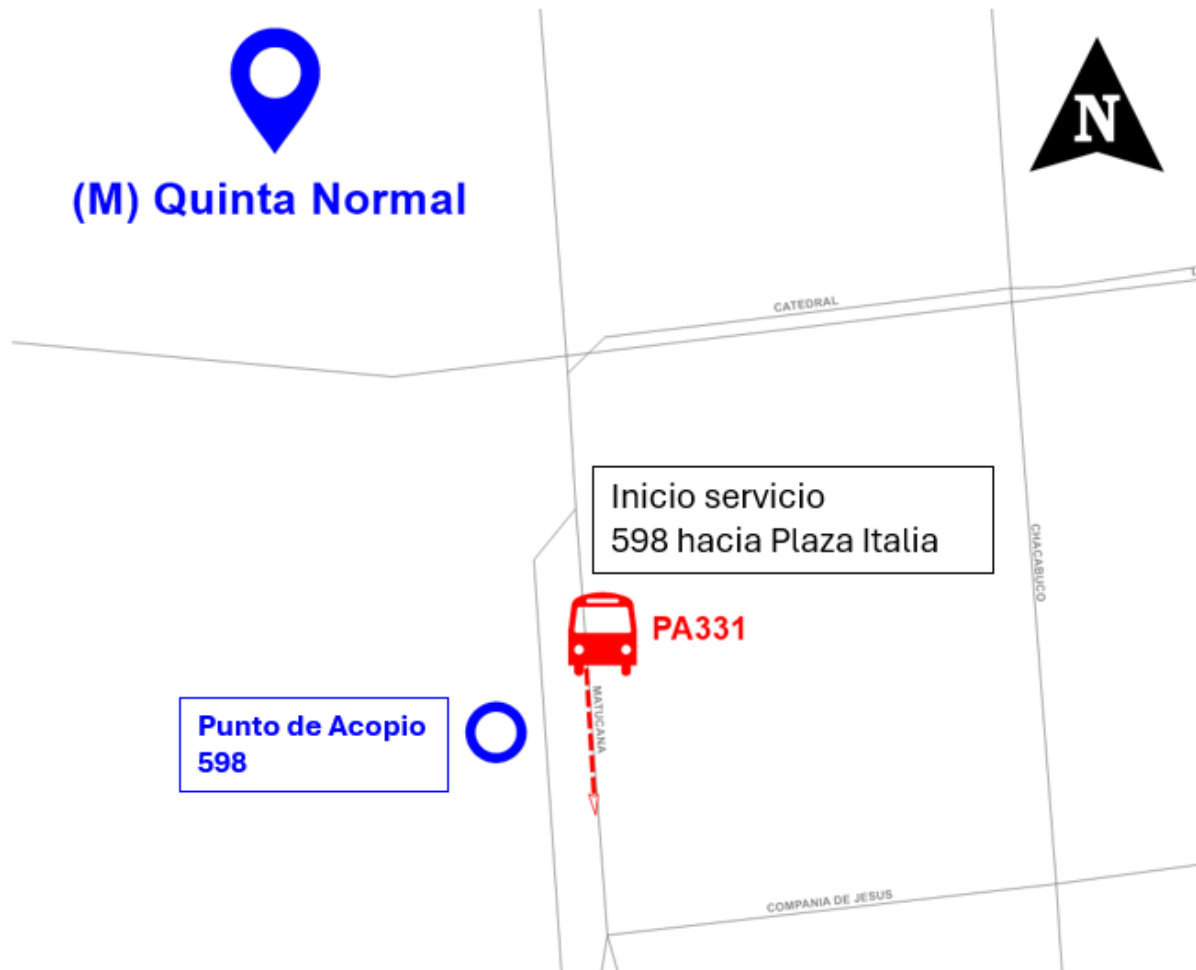 N
(M) Quinta Normal
CATEDRAL
Inicio servicio
598 hacia Plaza Italia
CHACABUCO
PA331
MATUCANA
Punto de Acopio
598
COMPANIA DE JESUS